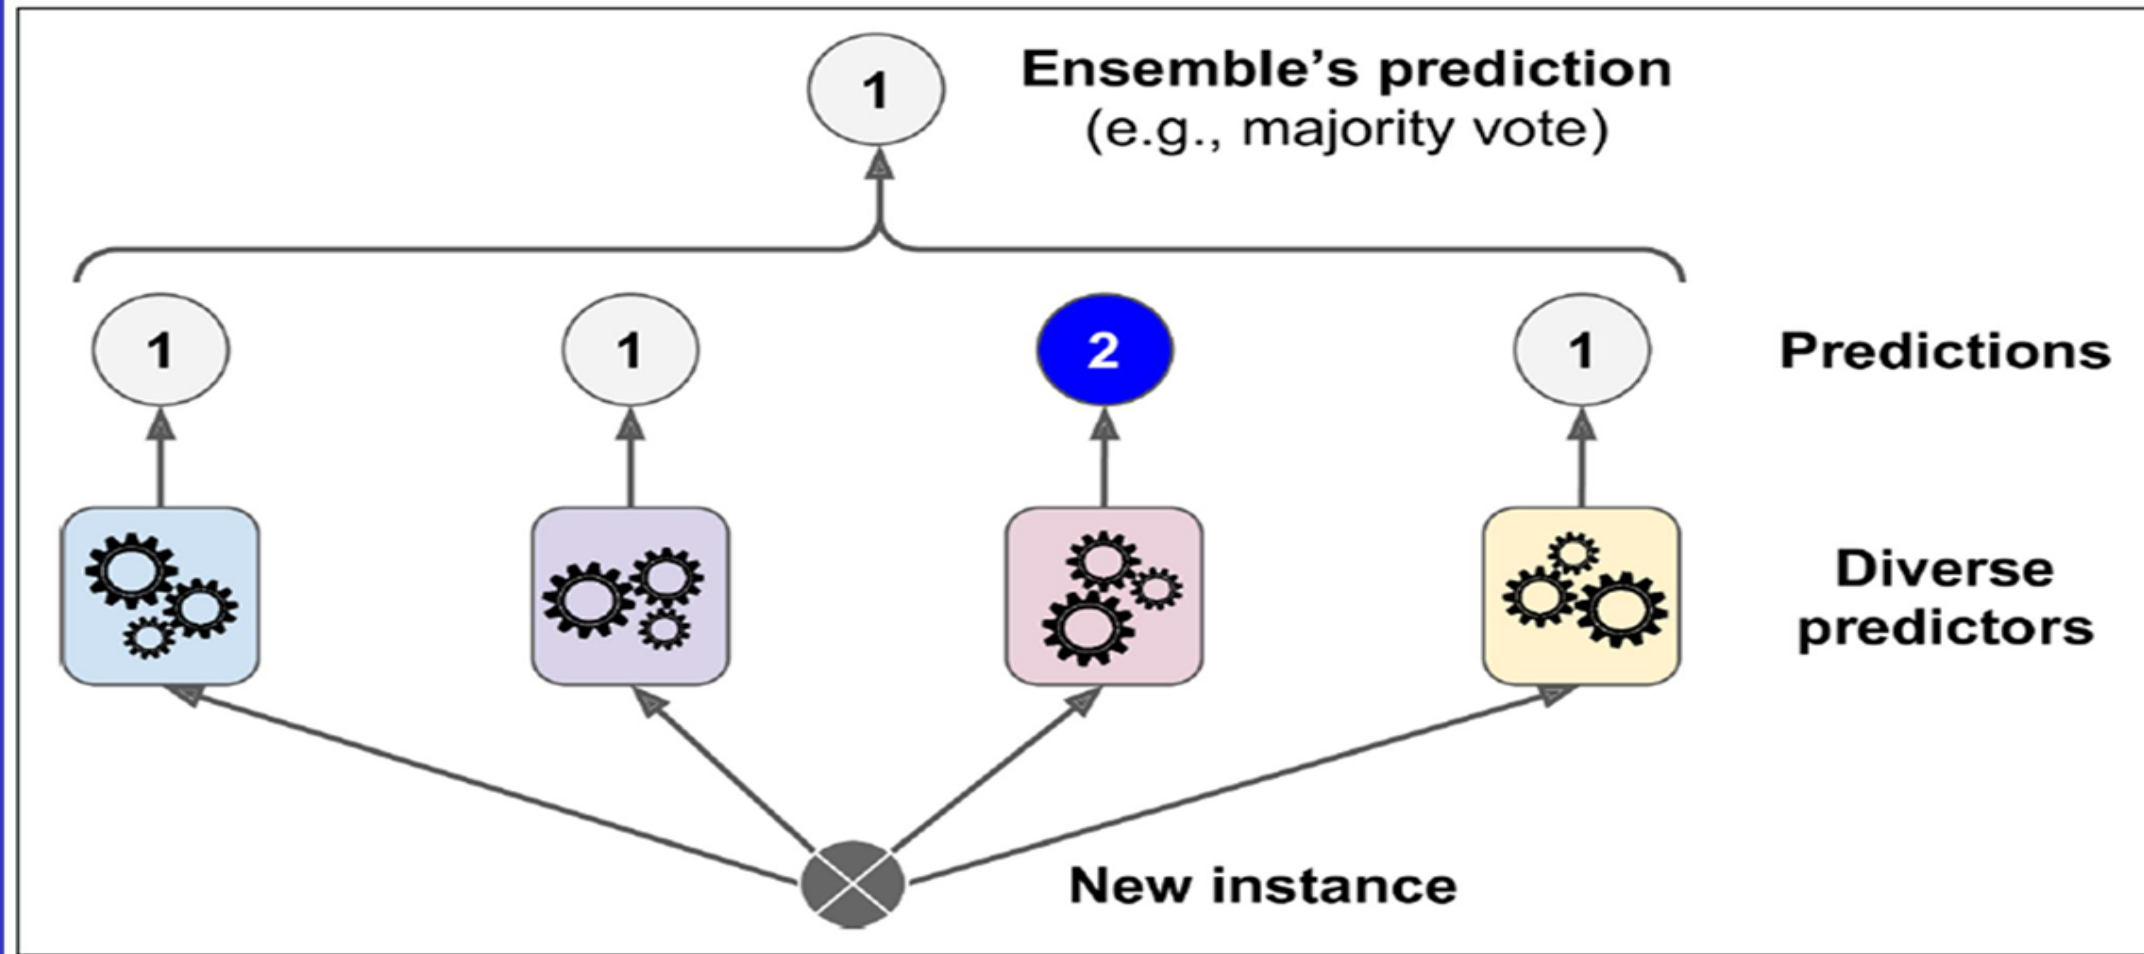 1
Ensemble’s prediction
(e.g., majority vote)
1
1
2
1
Predictions
Diverse
predictors
New instance